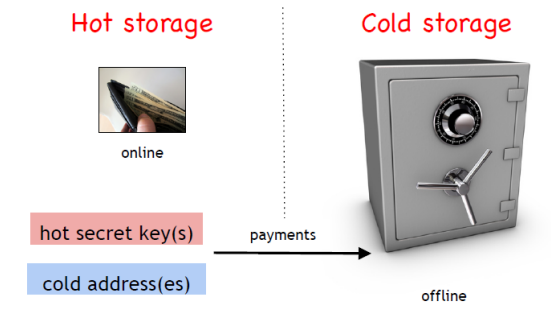 Hot storage
Cold storage
online
hot secret key(s)
payments
cold address(es)
offline